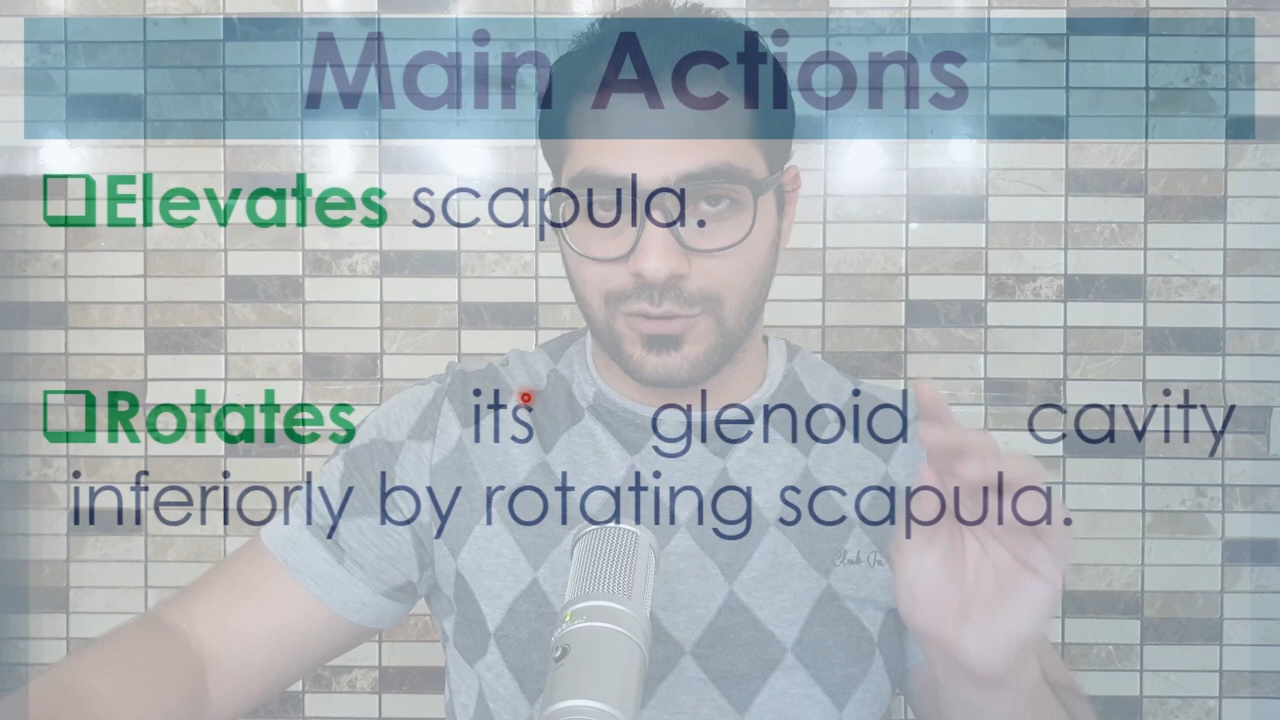 Main Actions
❑Elevates scapula.
❑Rotates its glenoid cavity
inferiorly by rotating scapula.